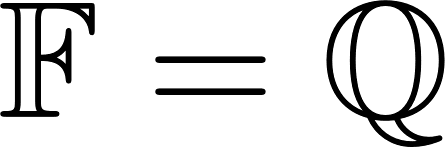 𝔽 = ℚ